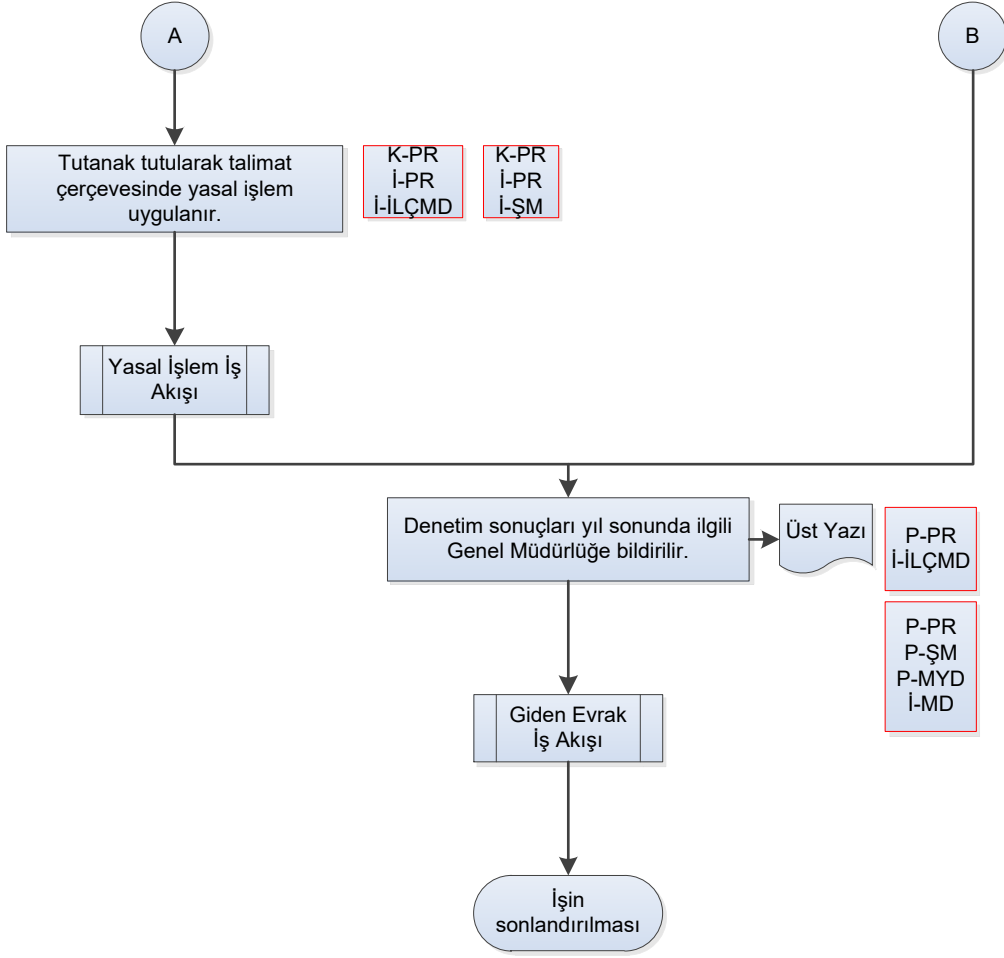 A
B
Tutanak tutularak talimat
çerçevesinde yasal işlem
uygulanır.
K-PR
İ-PR
İ-İLÇMD
K-PR
İ-PR
İ-ŞM
Yasal İşlem İş
Akışı
Denetim sonuçları yıl sonunda ilgili
Genel Müdürlüğe bildirilir.
Üst Yazı
P-PR
İ-İLÇMD
P-PR
P-ŞM
P-MYD
İ-MD
Giden Evrak
İş Akışı
İşin
sonlandırılması